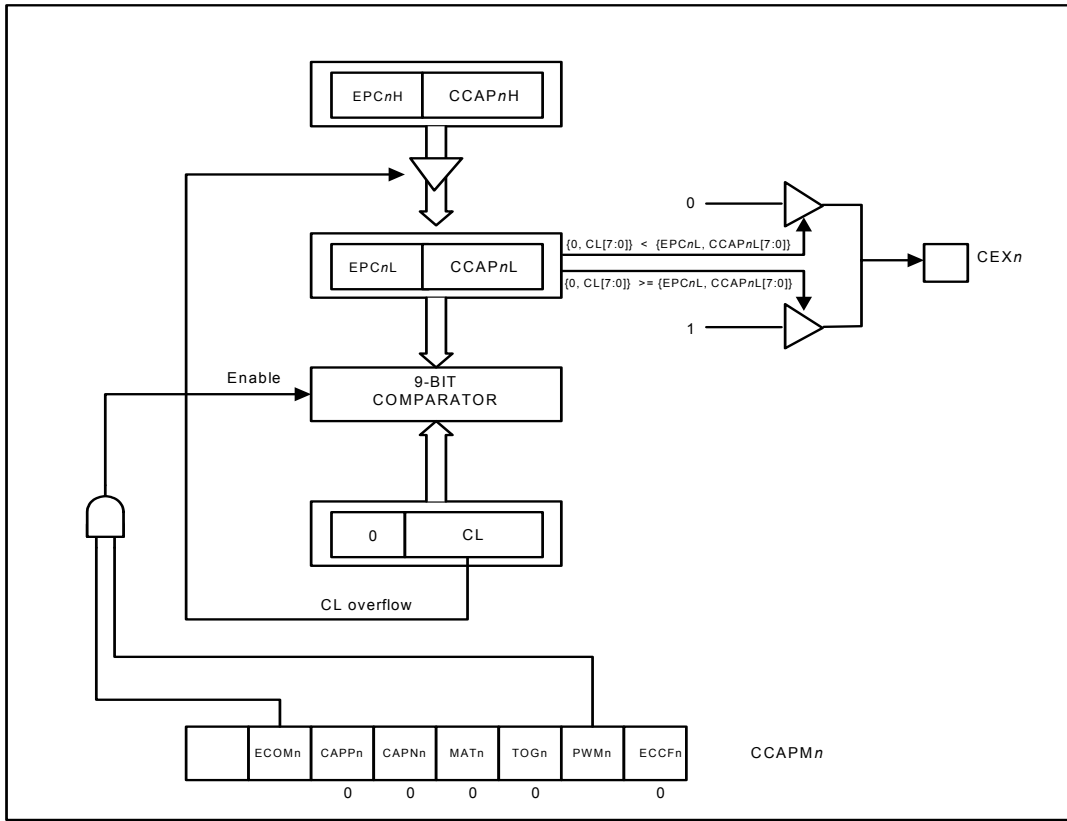 EPCnH CCAPnH
0
{0, CL[7:0]} < {EPCnL, CCAPnL[7:0]}
EPCnL CCAPnL
CEXn
{0, CL[7:0]} >= {EPCnL, CCAPnL[7:0]}
1
Enable
9-BIT
COMPARATOR
0 CL
CL overflow
ECOMn CAPPn CAPNn MATn TOGn PWMn ECCFn
CCAPMn
0 0 0 0 0